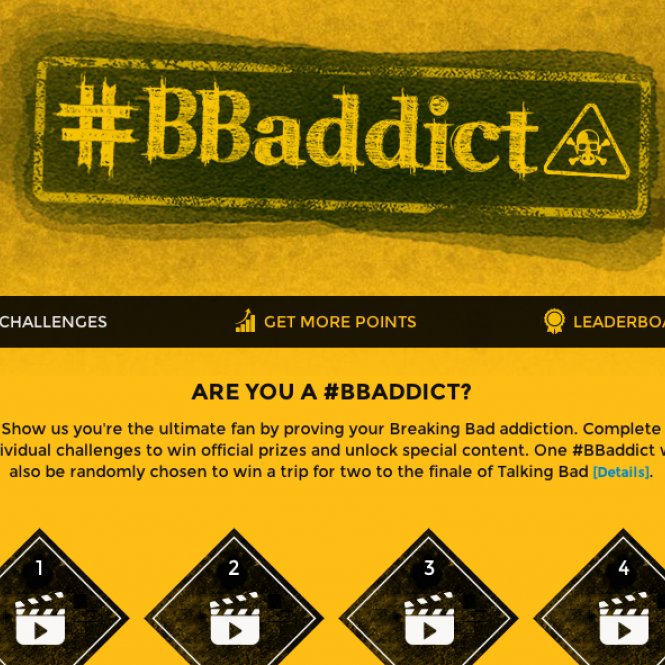 #BBaddict
CHALLENGES GET MORE POINTS LEADERBOA
ARE YOU A #BBADDICT?
Show us you're the ultimate fan by proving your Breaking Bad addiction. Complete
ividual challenges to win official prizes and unlock special content. One #BBaddict w
also be randomly chosen to win a trip for two to the finale of Talking Bad [Details].
1 2 3 4